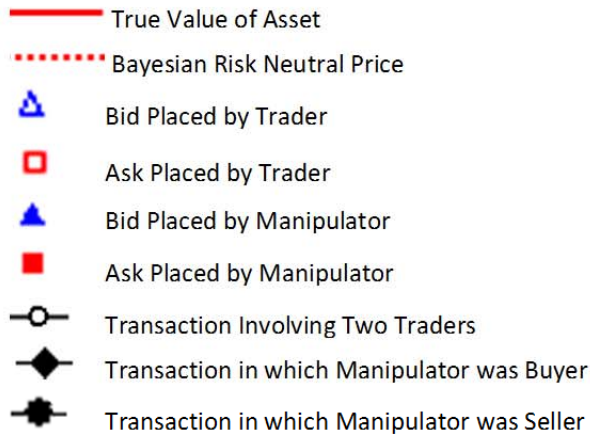 True Value of Asset
Bayesian Risk Neutral Price
Bid Placed by Trader
Ask Placed by Trader
Bid Placed by Manipulator
Ask Placed by Manipulator
Transaction Involving Two Traders
Transaction in which Manipulator was Buyer
Transaction in which Manipulator was Seller